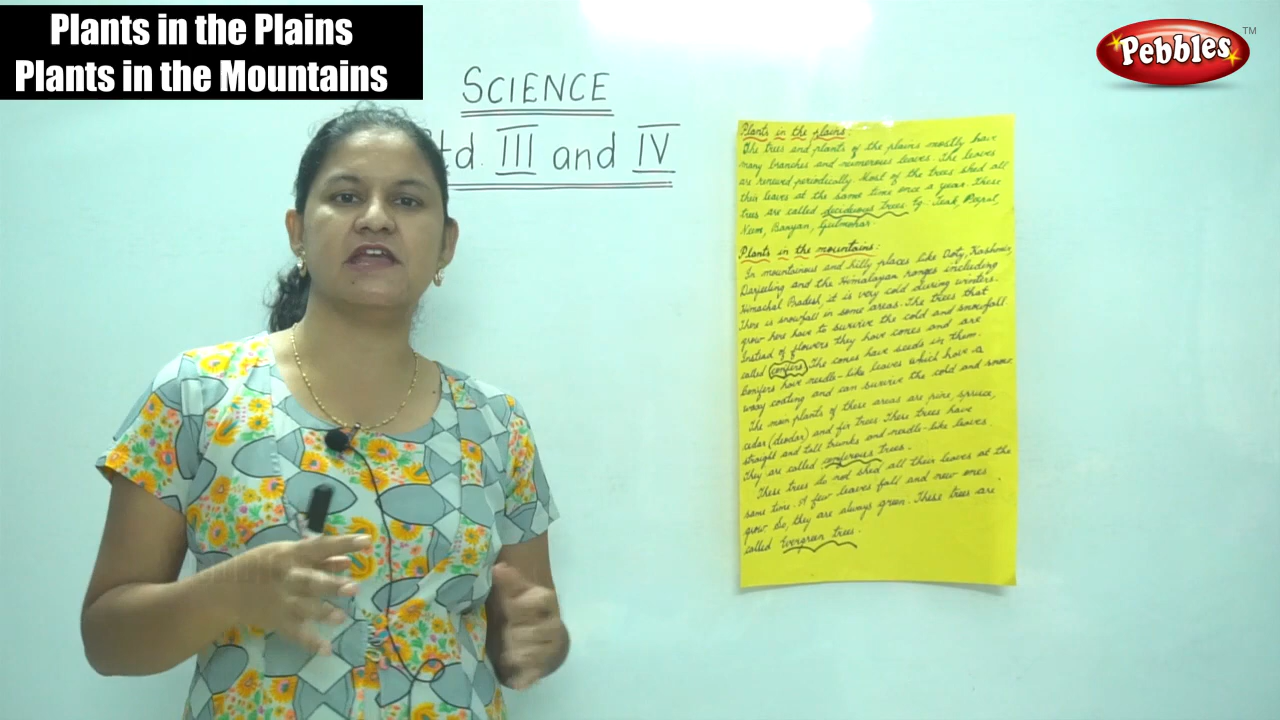 Plants in the Plains
Plants in the Mountains
Pebbles TM
SCIENCE
td. III and IV
Plants in the plains:
The trees and plants of the plains mostly have
many branches and numerous leaves. The leaves
are renewed periodically. Most of the trees shed all
their leaves at the same time once a year. These
trees are called deciduous trees. Eg: Teak, Peepal,
Neem, Banyan, Gulmohar.
Plants in the mountains:
In mountainous and hilly places like Ooty, Kashmir,
Darjeeling and the Himalayan ranges including
Himachal Pradesh, it is very cold during winters.
There is snowfall in some areas. The trees that
grow here have to survive the cold and snowfall.
Instead of flowers they have cones and are
called conifers. The cones have seeds in them.
Conifers have needle-like leaves which have a
waxy coating and can survive the cold and snow.
The main plants of these areas are pine, spruce,
cedar (deodar) and fir trees. These trees have
straight and tall trunks and needle-like leaves.
They are called coniferous trees.
These trees do not shed all their leaves at the
same time. A few leaves fall and new ones
grow. So, they are always green. These trees are
called Evergreen trees.